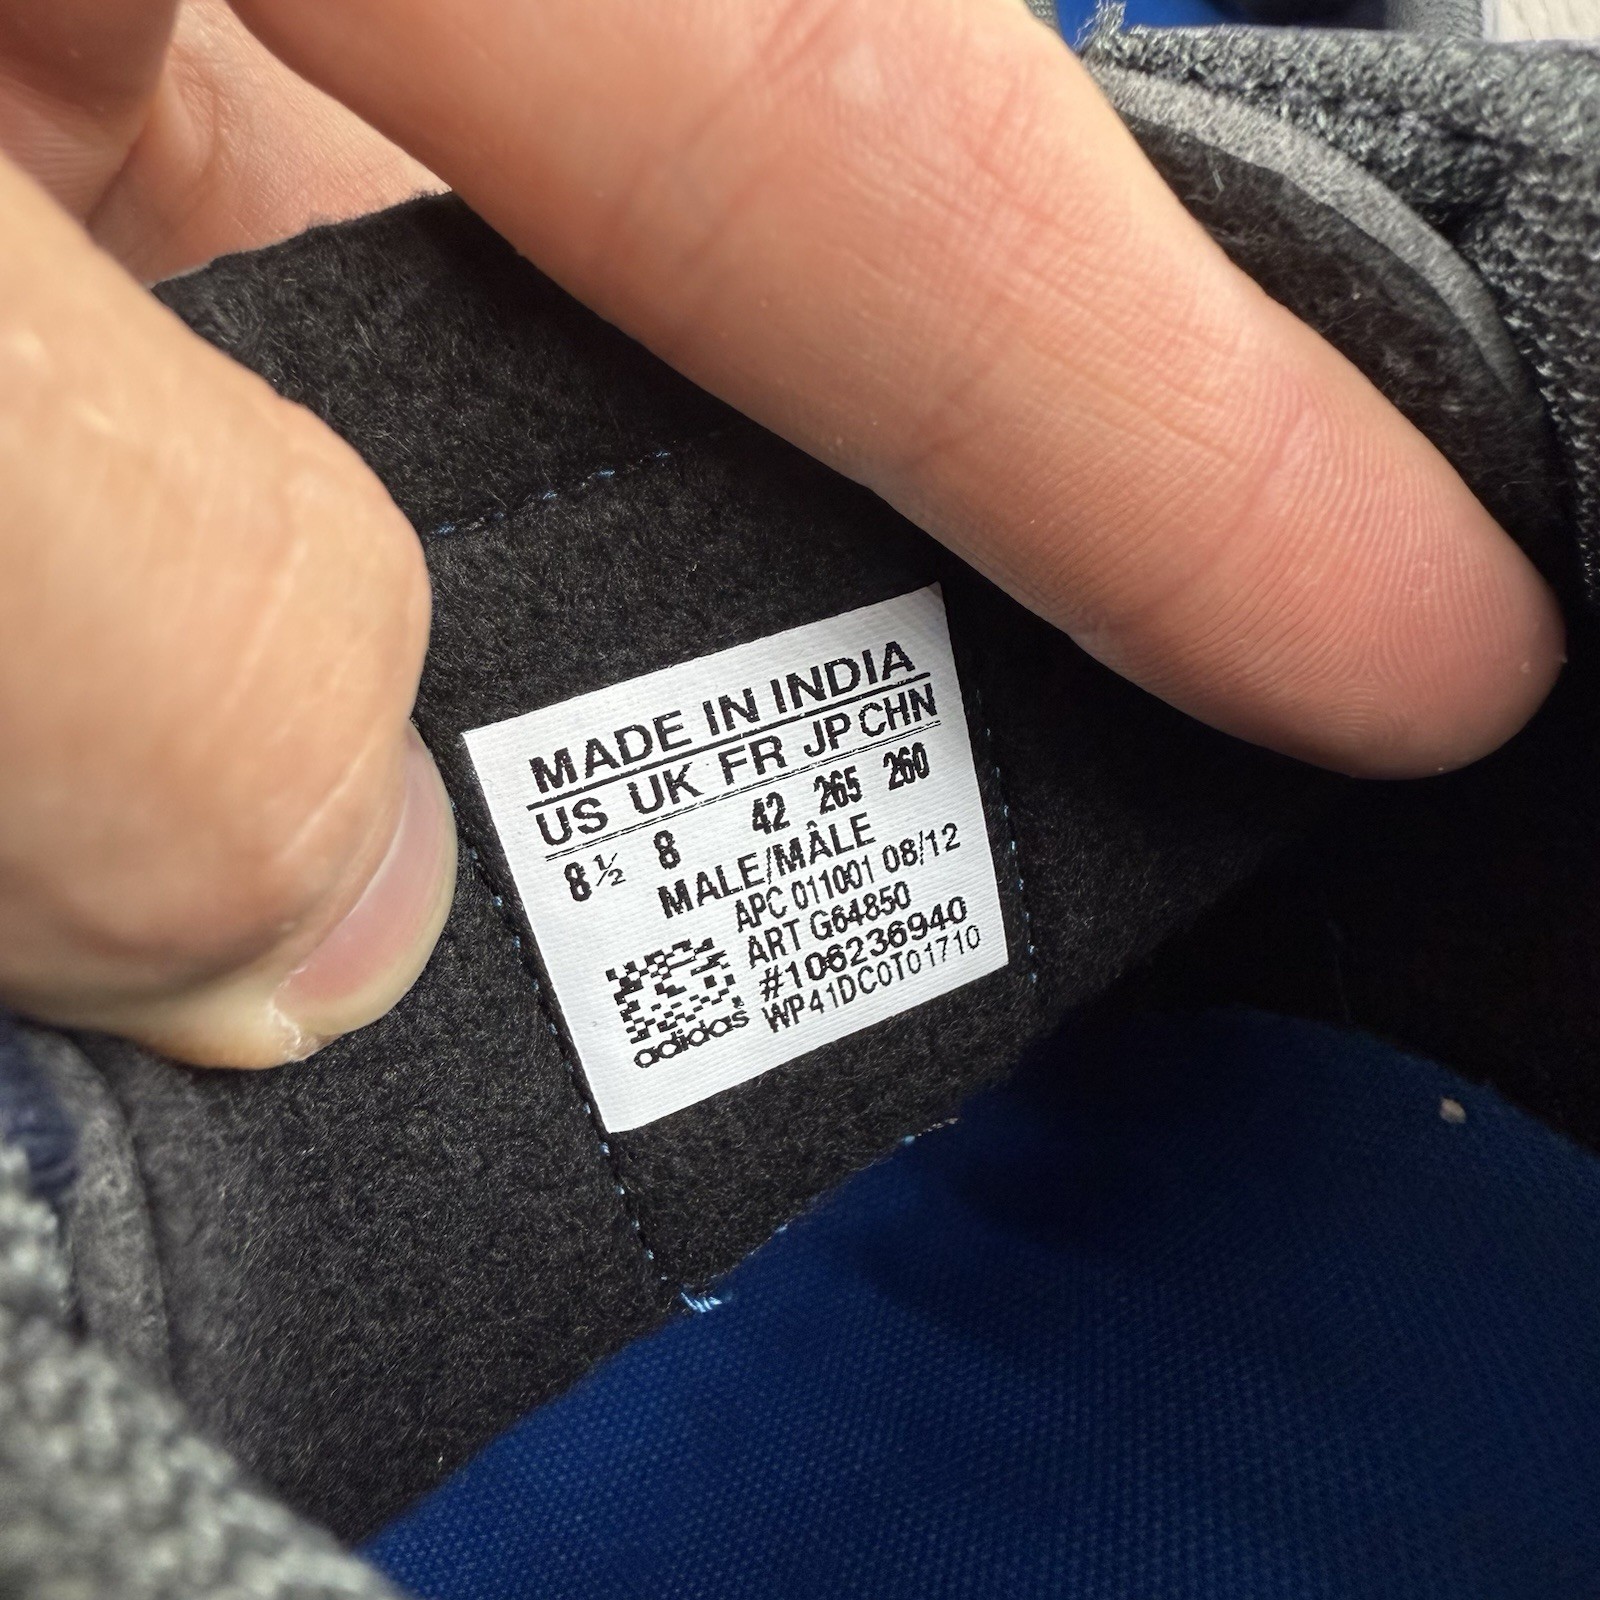 MADE IN INDIA
US UK FR JP CHN
8½ 8 42 265 260
MALE/MÂLE
APC 011001 08/12
ART G64850
#106236940
WP41DC0T01710
adidas